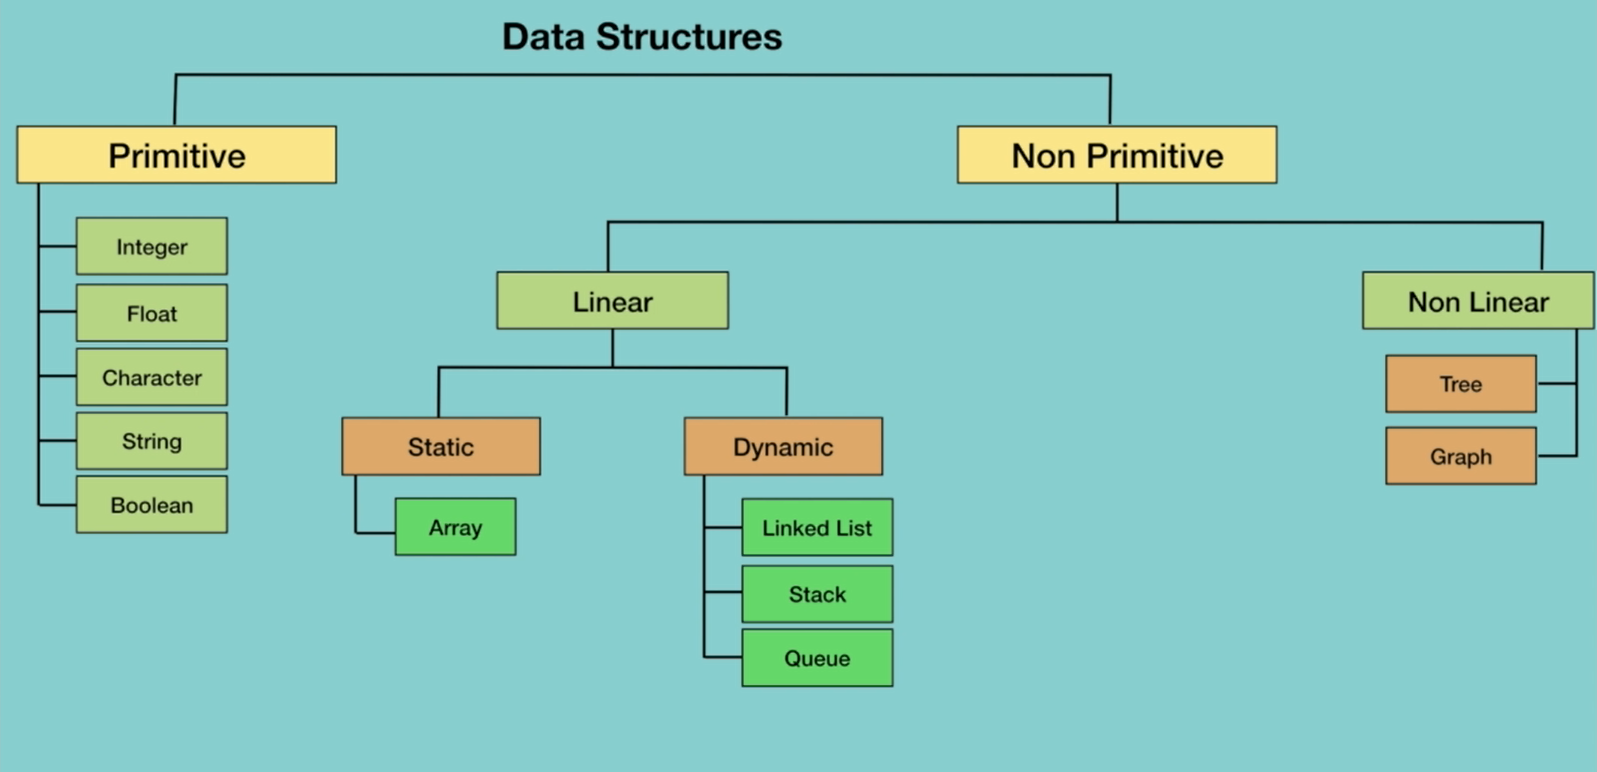 Data Structures
Primitive
Non Primitive
Integer
Float
Character
String
Boolean
Linear
Non Linear
Static
Dynamic
Array
Linked List
Stack
Queue
Tree
Graph